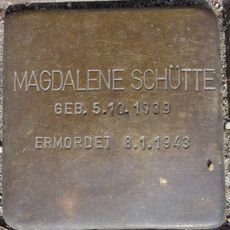 MAGDALENE SCHÜTTE
GEB. 5.10.1939
ERMORDET 8.1.1943